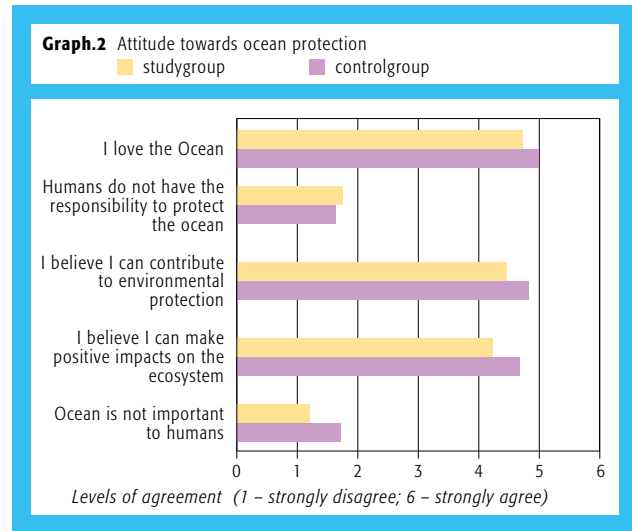 Graph.2 Attitude towards ocean protection
studygroup controlgroup
I love the Ocean
Humans do not have the
responsibility to protect
the ocean
I believe I can contribute
to environmental
protection
I believe I can make
positive impacts on the
ecosystem
Ocean is not important
to humans
0 1 2 3 4 5 6
Levels of agreement (1 – strongly disagree; 6 – strongly agree)